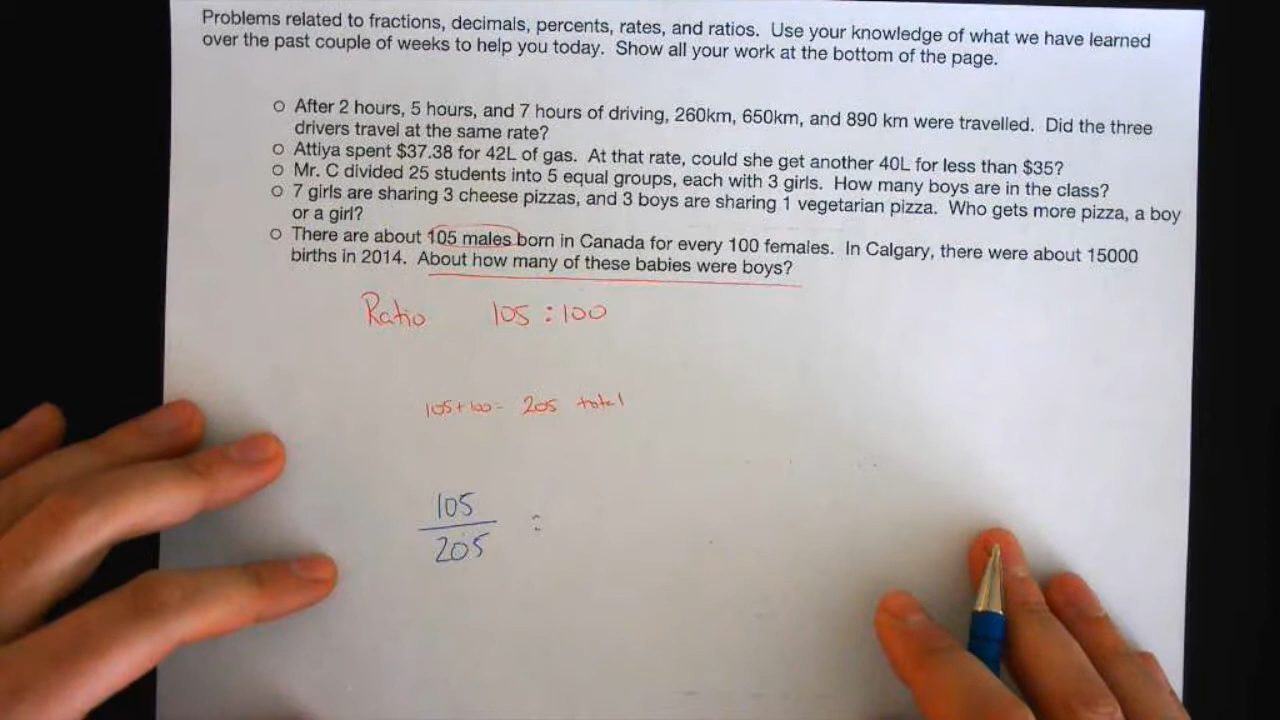 Problems related to fractions, decimals, percents, rates, and ratios. Use your knowledge of what we have learned
over the past couple of weeks to help you today. Show all your work at the bottom of the page.
○ After 2 hours, 5 hours, and 7 hours of driving, 260km, 650km, and 890 km were travelled. Did the three
drivers travel at the same rate?
○ Attiya spent $37.38 for 42L of gas. At that rate, could she get another 40L for less than $35?
○ Mr. C divided 25 students into 5 equal groups, each with 3 girls. How many boys are in the class?
○ 7 girls are sharing 3 cheese pizzas, and 3 boys are sharing 1 vegetarian pizza. Who gets more pizza, a boy
or a girl?
○ There are about 105 males born in Canada for every 100 females. In Calgary, there were about 15000
births in 2014. About how many of these babies were boys?
Ratio 105 : 100
105+100= 205 total
105
205 :